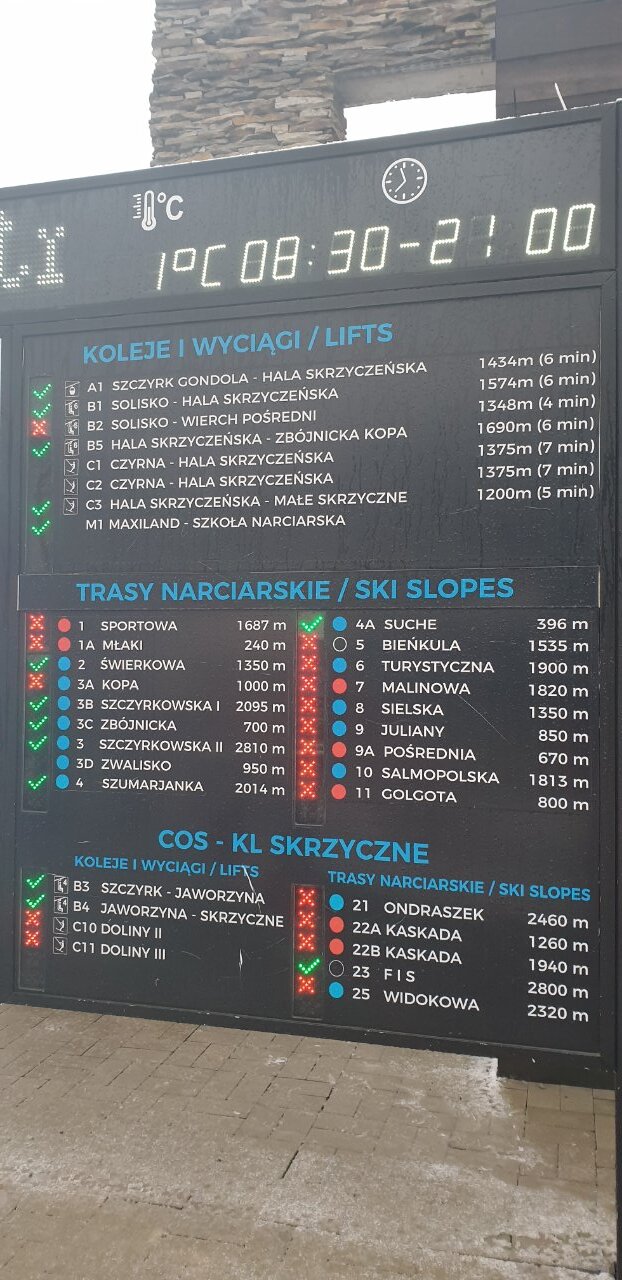 °C
1°C 08:30-21 00
KOLEJE I WYCIĄGI / LIFTS
A1 SZCZYRK GONDOLA - HALA SKRZYCZEŃSKA 1434m (6 min)
B1 SOLISKO - HALA SKRZYCZEŃSKA 1574m (6 min)
B2 SOLISKO - WIERCH POŚREDNI 1348m (4 min)
B5 HALA SKRZYCZEŃSKA - ZBÓJNICKA KOPA 1690m (6 min)
C1 CZYRNA - HALA SKRZYCZEŃSKA 1375m (7 min)
C2 CZYRNA - HALA SKRZYCZEŃSKA 1375m (7 min)
C3 HALA SKRZYCZEŃSKA - MAŁE SKRZYCZNE 1200m (5 min)
M1 MAXILAND - SZKOŁA NARCIARSKA
TRASY NARCIARSKIE / SKI SLOPES
1 SPORTOWA 1687 m
1A MŁAKI 240 m
2 ŚWIERKOWA 1350 m
3A KOPA 1000 m
3B SZCZYRKOWSKA I 2095 m
3C ZBÓJNICKA 700 m
3 SZCZYRKOWSKA II 2810 m
3D ZWALISKO 950 m
4 SZUMARJANKA 2014 m
4A SUCHE 396 m
5 BIEŃKULA 1535 m
6 TURYSTYCZNA 1900 m
7 MALINOWA 1820 m
8 SIELSKA 1350 m
9 JULIANY 850 m
9A POŚREDNIA 670 m
10 SALMOPOLSKA 1813 m
11 GOLGOTA 800 m
COS - KL SKRZYCZNE
KOLEJE I WYCIĄGI / LIFTS
B3 SZCZYRK - JAWORZYNA
B4 JAWORZYNA - SKRZYCZNE
C10 DOLINY II
C11 DOLINY III
TRASY NARCIARSKIE / SKI SLOPES
21 ONDRASZEK 2460 m
22A KASKADA 1260 m
22B KASKADA 1940 m
23 F I S 2800 m
25 WIDOKOWA 2320 m